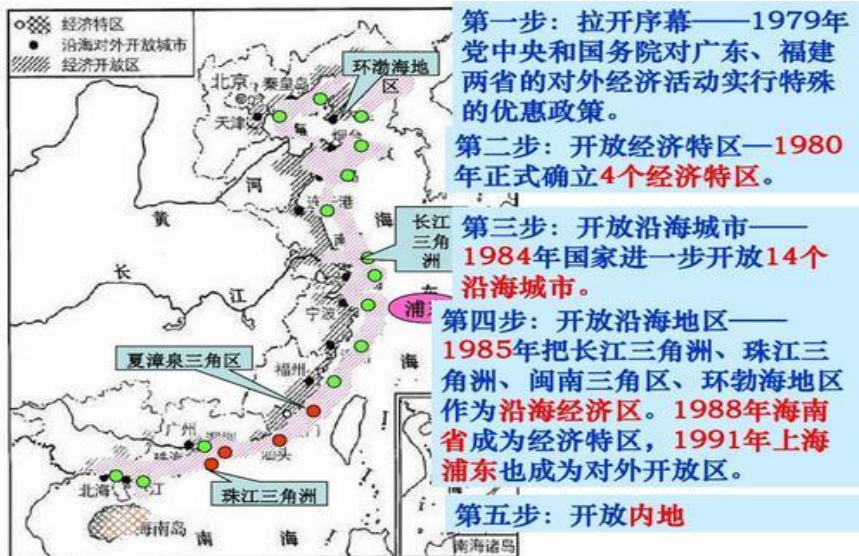 经济特区
沿海对外开放城市
经济开放区
环渤海地
区
北京
秦皇岛
天津
烟台
河
黄
海
长江
三角
洲
长
江
东
宁波
浦
海
夏漳泉三角区
福州
广州
汕头
珠江三角洲
北海
海南岛
南
海
南海诸岛
第一步：拉开序幕——1979年
党中央和国务院对广东、福建
两省的对外经济活动实行特殊
的优惠政策。
第二步：开放经济特区—1980
年正式确立4个经济特区。
第三步：开放沿海城市——
1984年国家进一步开放14个
沿海城市。
第四步：开放沿海地区——
1985年把长江三角洲、珠江三
角洲、闽南三角区、环勃海地区
作为沿海经济区。1988年海南
省成为经济特区，1991年上海
浦东也成为对外开放区。
第五步：开放内地